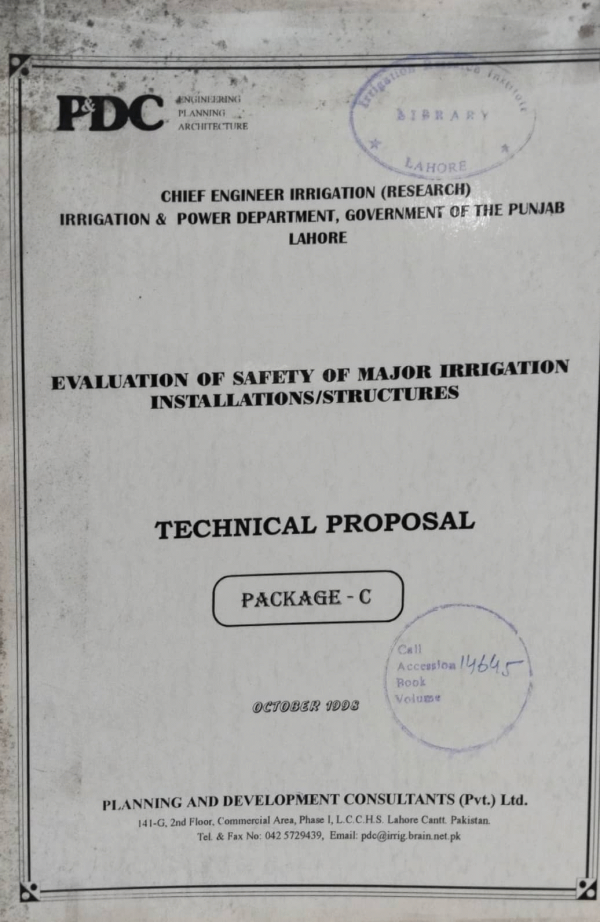 P&DC
ENGINEERING
PLANNING
ARCHITECTURE
Irrigation Research Institute
LIBRARY
LAHORE
CHIEF ENGINEER IRRIGATION (RESEARCH)
IRRIGATION & POWER DEPARTMENT, GOVERNMENT OF THE PUNJAB
LAHORE
EVALUATION OF SAFETY OF MAJOR IRRIGATION
INSTALLATIONS/STRUCTURES
TECHNICAL PROPOSAL
PACKAGE - C
Call
Accession 14645
Book
Volume
OCTOBER 1998
PLANNING AND DEVELOPMENT CONSULTANTS (Pvt.) Ltd.
141-G, 2nd Floor, Commercial Area, Phase I, L.C.C.H.S. Lahore Cantt. Pakistan.
Tel. & Fax No: 042 5729439, Email: pdc@irrig.brain.net.pk